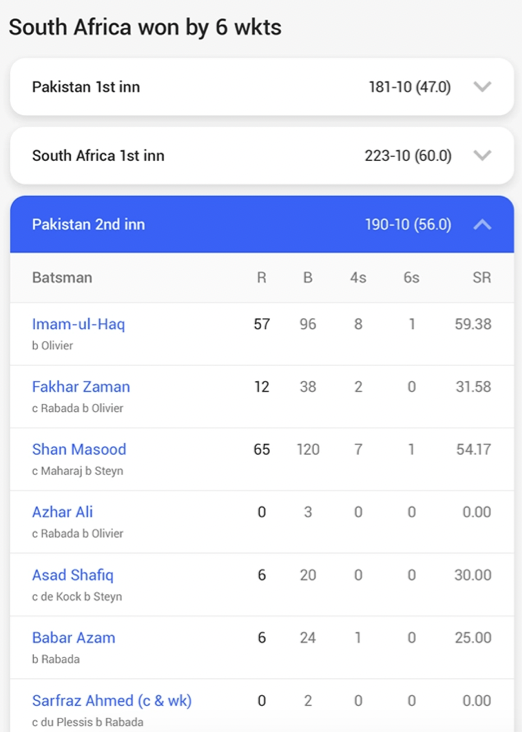 South Africa won by 6 wkts
Pakistan 1st inn 181-10 (47.0)
South Africa 1st inn 223-10 (60.0)
Pakistan 2nd inn 190-10 (56.0)
Batsman R B 4s 6s SR
Imam-ul-Haq 57 96 8 1 59.38
b Olivier
Fakhar Zaman 12 38 2 0 31.58
c Rabada b Olivier
Shan Masood 65 120 7 1 54.17
c Maharaj b Steyn
Azhar Ali 0 3 0 0 0.00
c Rabada b Olivier
Asad Shafiq 6 20 0 0 30.00
c de Kock b Steyn
Babar Azam 6 24 1 0 25.00
b Rabada
Sarfraz Ahmed (c & wk) 0 2 0 0 0.00
c du Plessis b Rabada